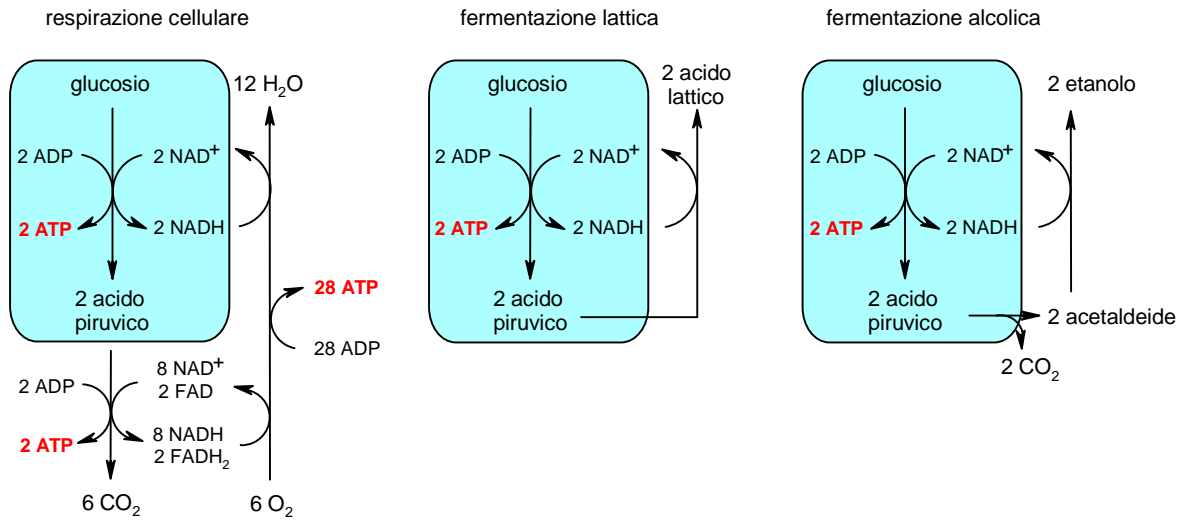 respirazione cellulare
glucosio
12 H₂O
2 ADP
2 NAD⁺
2 ATP
2 NADH
2 acido
piruvico
28 ATP
28 ADP
2 ADP
8 NAD⁺
2 FAD
2 ATP
8 NADH
2 FADH₂
6 CO₂
6 O₂
fermentazione lattica
glucosio
2 acido
lattico
2 ADP
2 NAD⁺
2 ATP
2 NADH
2 acido
piruvico
fermentazione alcolica
glucosio
2 etanolo
2 ADP
2 NAD⁺
2 ATP
2 NADH
2 acido
piruvico
2 acetaldeide
2 CO₂